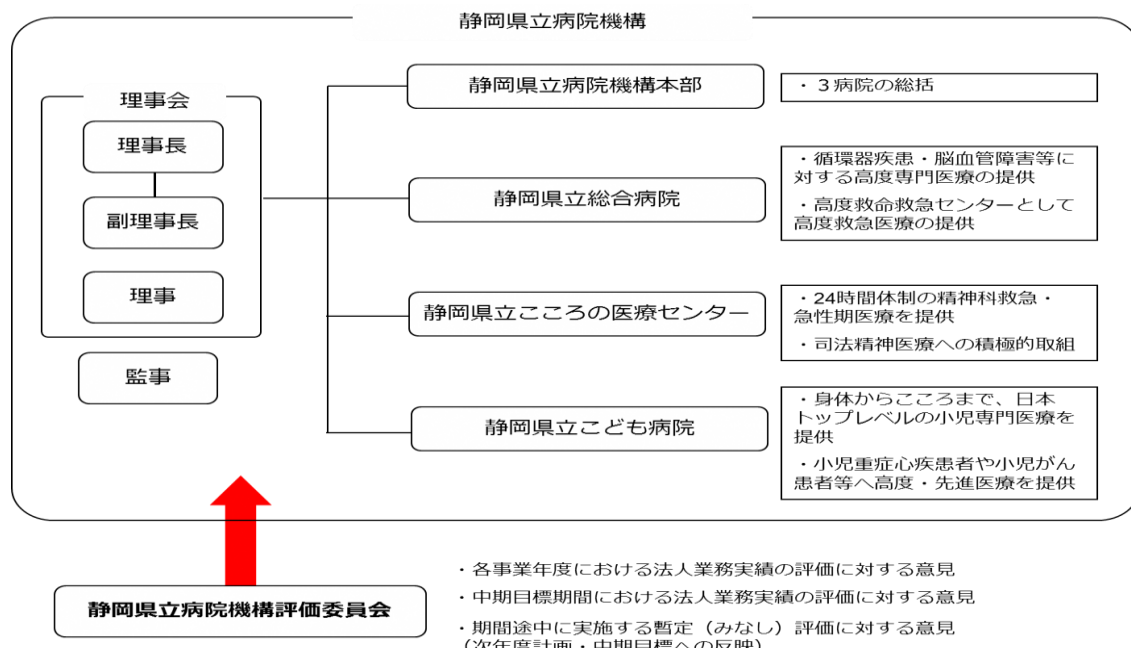 静岡県立病院機構
理事会
理事長
副理事長
理事
監事
静岡県立病院機構本部
・３病院の総括
静岡県立総合病院
・循環器疾患・脳血管障害等に
対する高度専門医療の提供
・高度救命救急センターとして
高度救急医療の提供
静岡県立こころの医療センター
・24時間体制の精神科救急・
急性期医療を提供
・司法精神医療への積極的取組
静岡県立こども病院
・身体からこころまで、日本
トップレベルの小児専門医療を
提供
・小児重症心疾患者や小児がん
患者等へ高度・先進医療を提供
静岡県立病院機構評価委員会
・各事業年度における法人業務実績の評価に対する意見
・中期目標期間における法人業務実績の評価に対する意見
・期間途中に実施する暫定（みなし）評価に対する意見
（次年度計画・中期目標への反映）